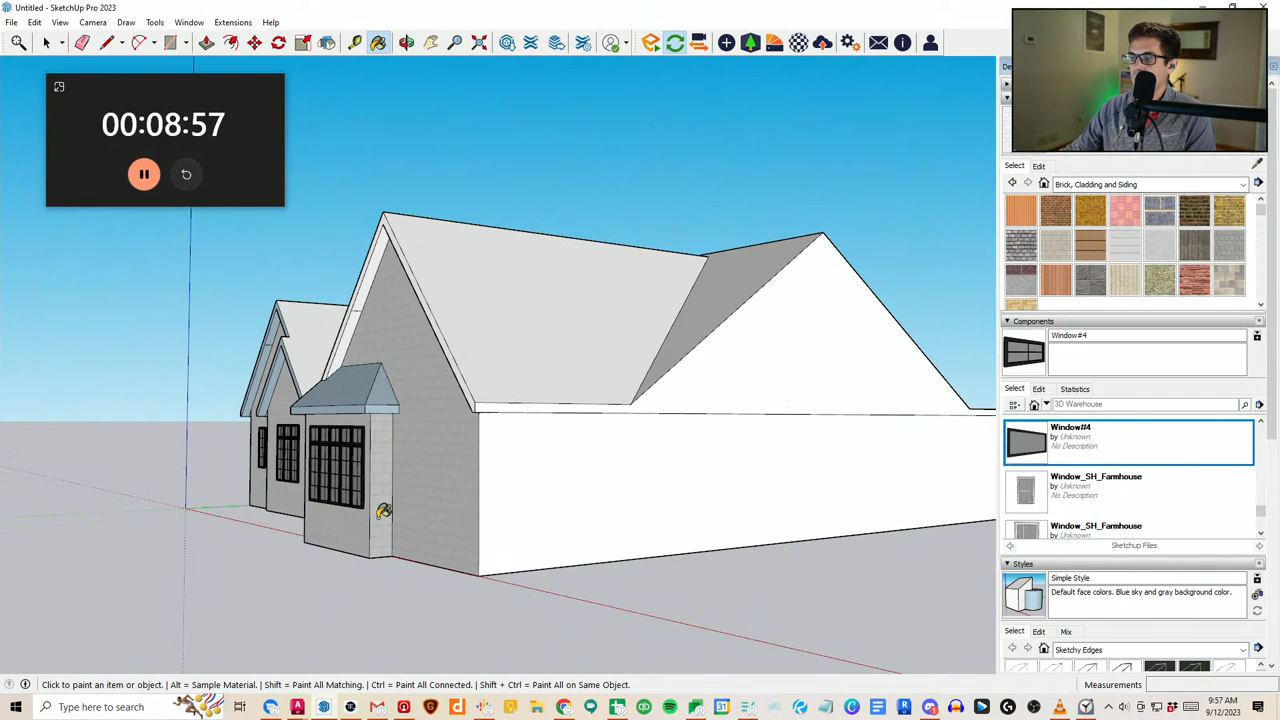 Untitled - SketchUp Pro 2023
File Edit View Camera Draw Tools Window Extensions Help
00:08:57
De
Select Edit
Brick, Cladding and Siding
Components
Window#4
Select Edit Statistics
3D Warehouse
Window#4
by Unknown
No Description
Window_SH_Farmhouse
by Unknown
No Description
Window_SH_Farmhouse
by Unknown
Sketchup Files
Styles
Simple Style
Default face colors. Blue sky and gray background color.
Select Edit Mix
Sketchy Edges
Click to paint an item or object. | Alt = Sample Material. | Shift = Paint All Matching. | Ctrl = Paint All Connected. | Shift + Ctrl = Paint All on Same Object.
Measurements
Type here to search
9:57 AM
9/12/2023